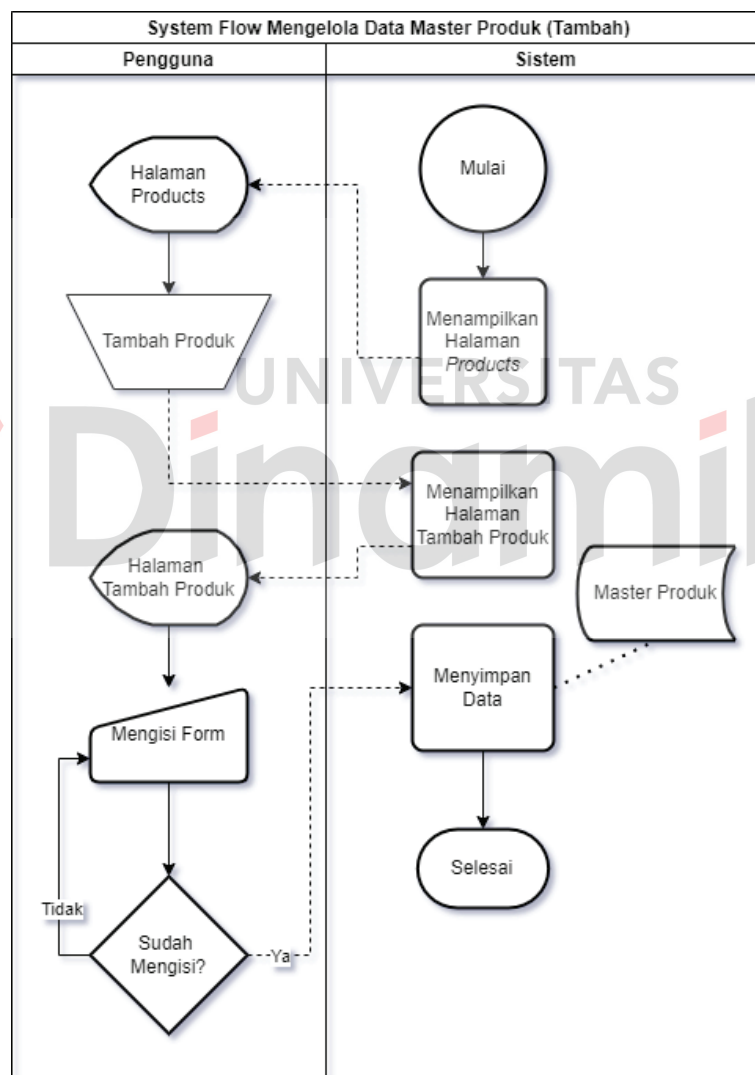 System Flow Mengelola Data Master Produk (Tambah)
Pengguna
Sistem
Mulai
Menampilkan
Halaman
Products
Halaman
Products
Tambah Produk
UNIVERSITAS
Dinamik
Menampilkan
Halaman
Tambah Produk
Halaman
Tambah Produk
Mengisi Form
Sudah
Mengisi?
Tidak
Ya
Menyimpan
Data
Master Produk
Selesai